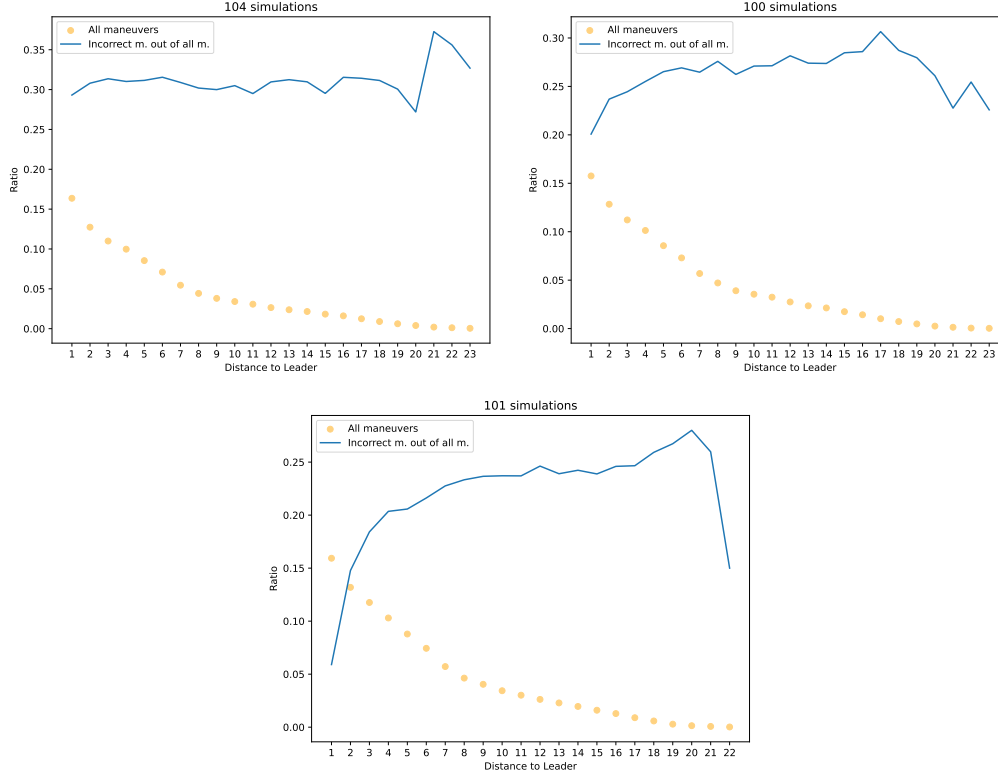 104 simulations
All maneuvers
Incorrect m. out of all m.
Ratio
0.35
0.30
0.25
0.20
0.15
0.10
0.05
0.00
1 2 3 4 5 6 7 8 9 10 11 12 13 14 15 16 17 18 19 20 21 22 23
Distance to Leader
100 simulations
All maneuvers
Incorrect m. out of all m.
Ratio
0.30
0.25
0.20
0.15
0.10
0.05
0.00
1 2 3 4 5 6 7 8 9 10 11 12 13 14 15 16 17 18 19 20 21 22 23
Distance to Leader
101 simulations
All maneuvers
Incorrect m. out of all m.
Ratio
0.25
0.20
0.15
0.10
0.05
0.00
1 2 3 4 5 6 7 8 9 10 11 12 13 14 15 16 17 18 19 20 21 22
Distance to Leader